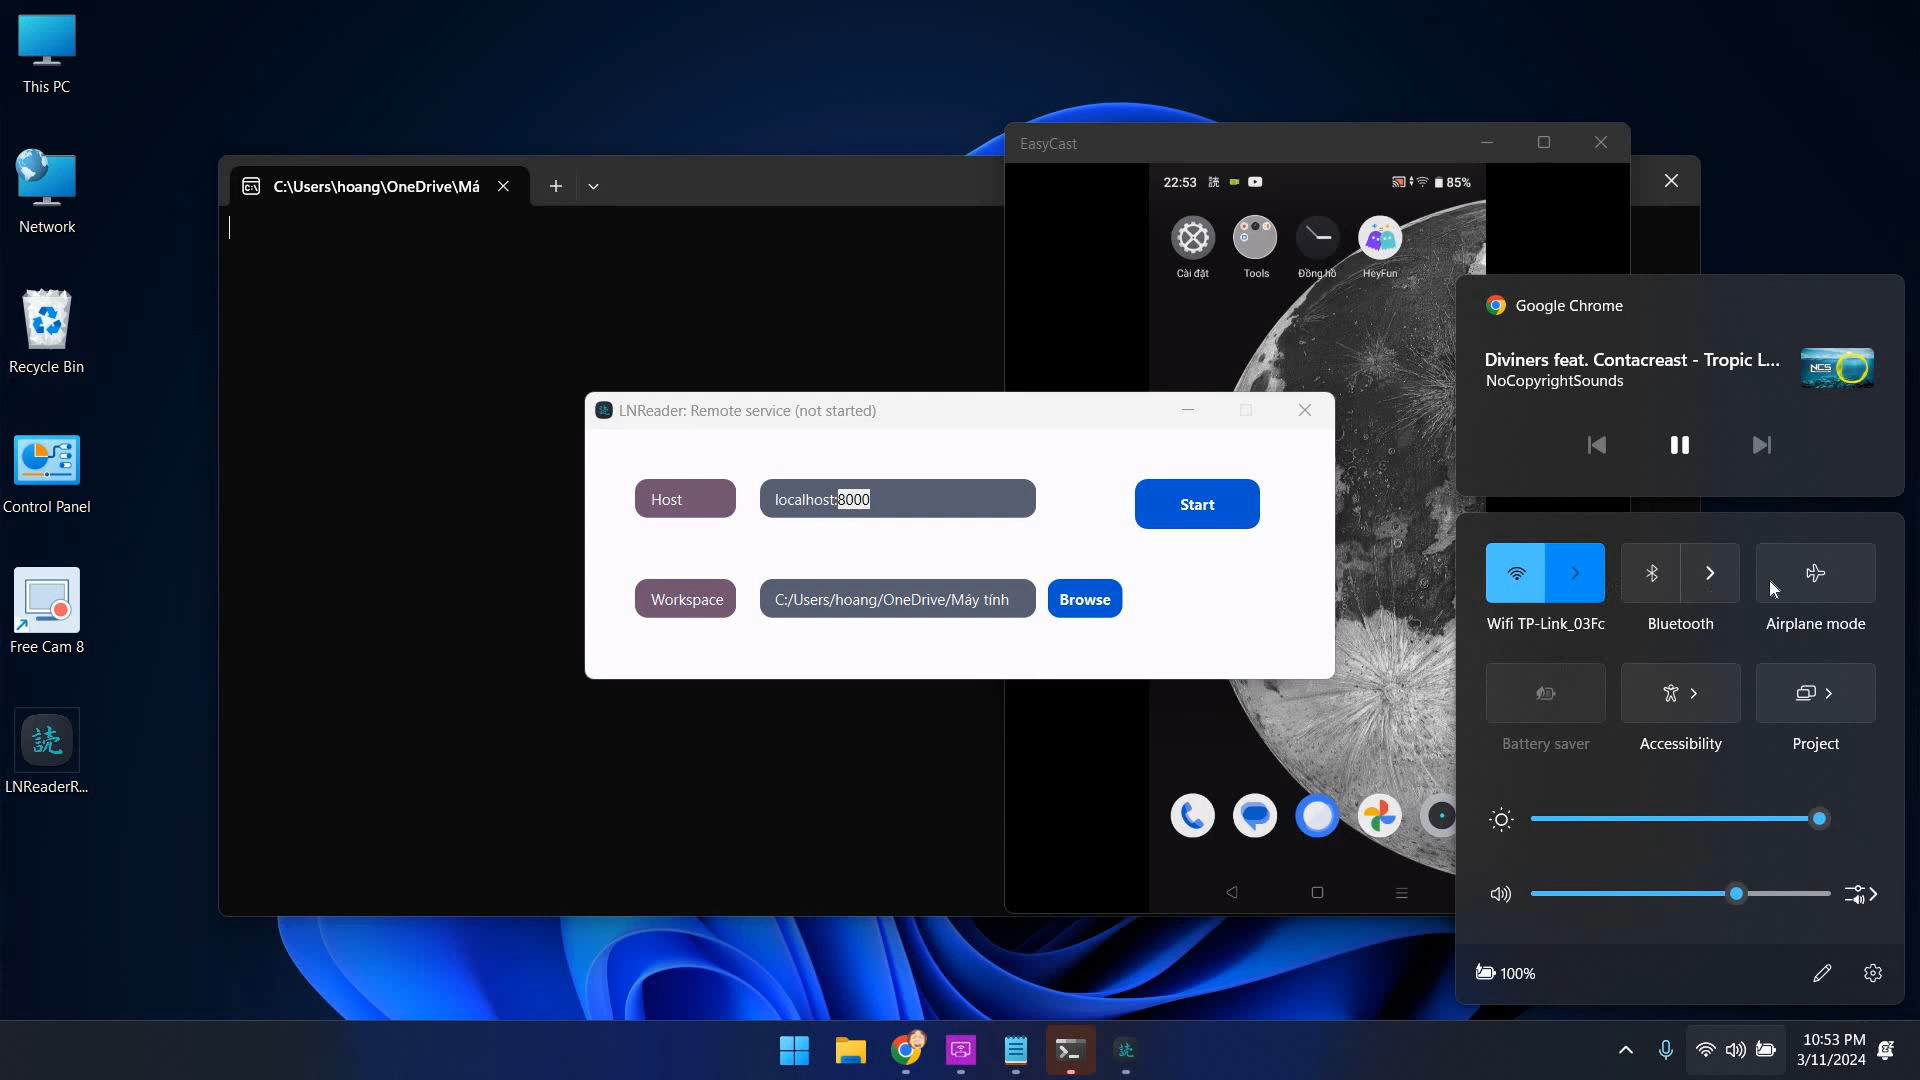 This PC
Network
Recycle Bin
Control Panel
Free Cam 8
読
LNReaderR...
C:\Users\hoang\OneDrive\Má
EasyCast
22:53
読
85%
Cài đặt
Tools
Đồng hồ
HeyFun
LNReader: Remote service (not started)
Host
localhost:8000
Start
Workspace
C:/Users/hoang/OneDrive/Máy tính
Browse
Google Chrome
Diviners feat. Contacreast - Tropic L...
NoCopyrightSounds
NCS
Wifi TP-Link_03Fc
Bluetooth
Airplane mode
Battery saver
Accessibility
Project
100%
10:53 PM
3/11/2024